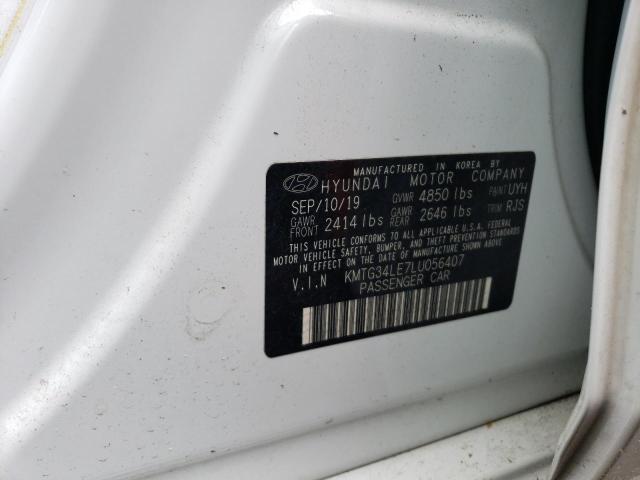 MANUFACTURED IN KOREA BY
HYUNDAI MOTOR COMPANY
SEP/10/19 GVWR 4850 lbs PAINT UYH
GAWR FRONT 2414 lbs GAWR REAR 2646 lbs TRIM RJS
THIS VEHICLE CONFORMS TO ALL APPLICABLE U.S.A. FEDERAL
MOTOR VEHICLE SAFETY, BUMPER, AND THEFT PREVENTION STANDARDS
IN EFFECT ON THE DATE OF MANUFACTURE SHOWN ABOVE.
V.I.N KMTG34LE7LU056407
PASSENGER CAR